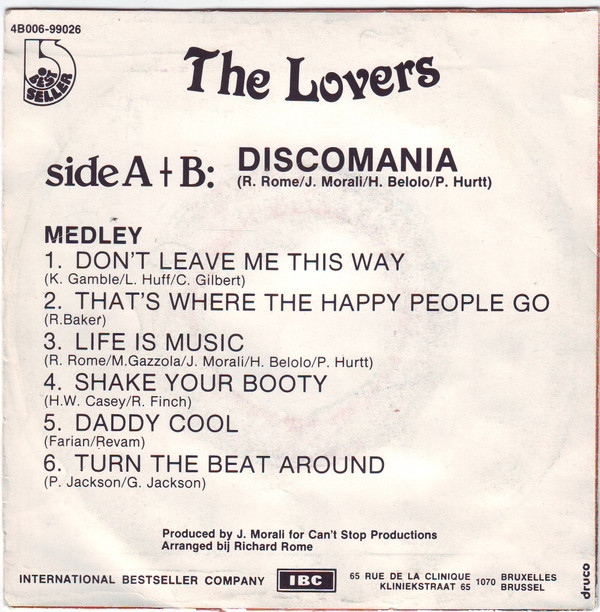 4B006-99026
BEST
SELLER
The Lovers
side A + B: DISCOMANIA
(R. Rome/J. Morali/H. Belolo/P. Hurtt)
MEDLEY
1. DON'T LEAVE ME THIS WAY
(K. Gamble/L. Huff/C. Gilbert)
2. THAT'S WHERE THE HAPPY PEOPLE GO
(R.Baker)
3. LIFE IS MUSIC
(R. Rome/M.Gazzola/J. Morali/H. Belolo/P. Hurtt)
4. SHAKE YOUR BOOTY
(H.W. Casey/R. Finch)
5. DADDY COOL
(Farian/Revam)
6. TURN THE BEAT AROUND
(P. Jackson/G. Jackson)
Produced by J. Morali for Can't Stop Productions
Arranged bij Richard Rome
INTERNATIONAL BESTSELLER COMPANY IBC 65 RUE DE LA CLINIQUE 1070 BRUXELLES
KLINIEKSTRAAT 65 BRUSSEL
druco